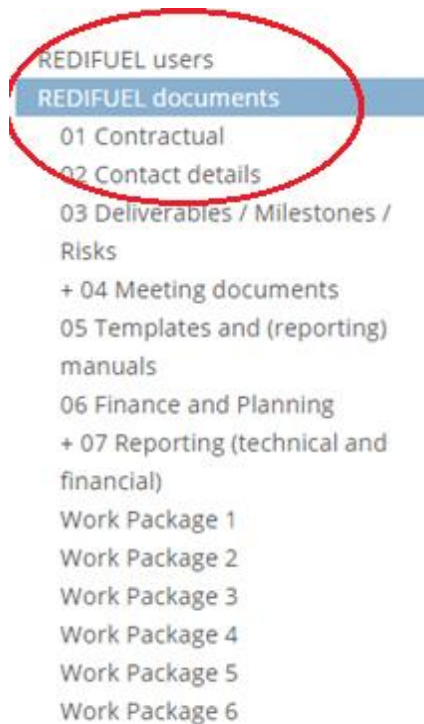 REDIFUEL users
REDIFUEL documents
01 Contractual
02 Contact details
03 Deliverables / Milestones /
Risks
+ 04 Meeting documents
05 Templates and (reporting)
manuals
06 Finance and Planning
+ 07 Reporting (technical and
financial)
Work Package 1
Work Package 2
Work Package 3
Work Package 4
Work Package 5
Work Package 6